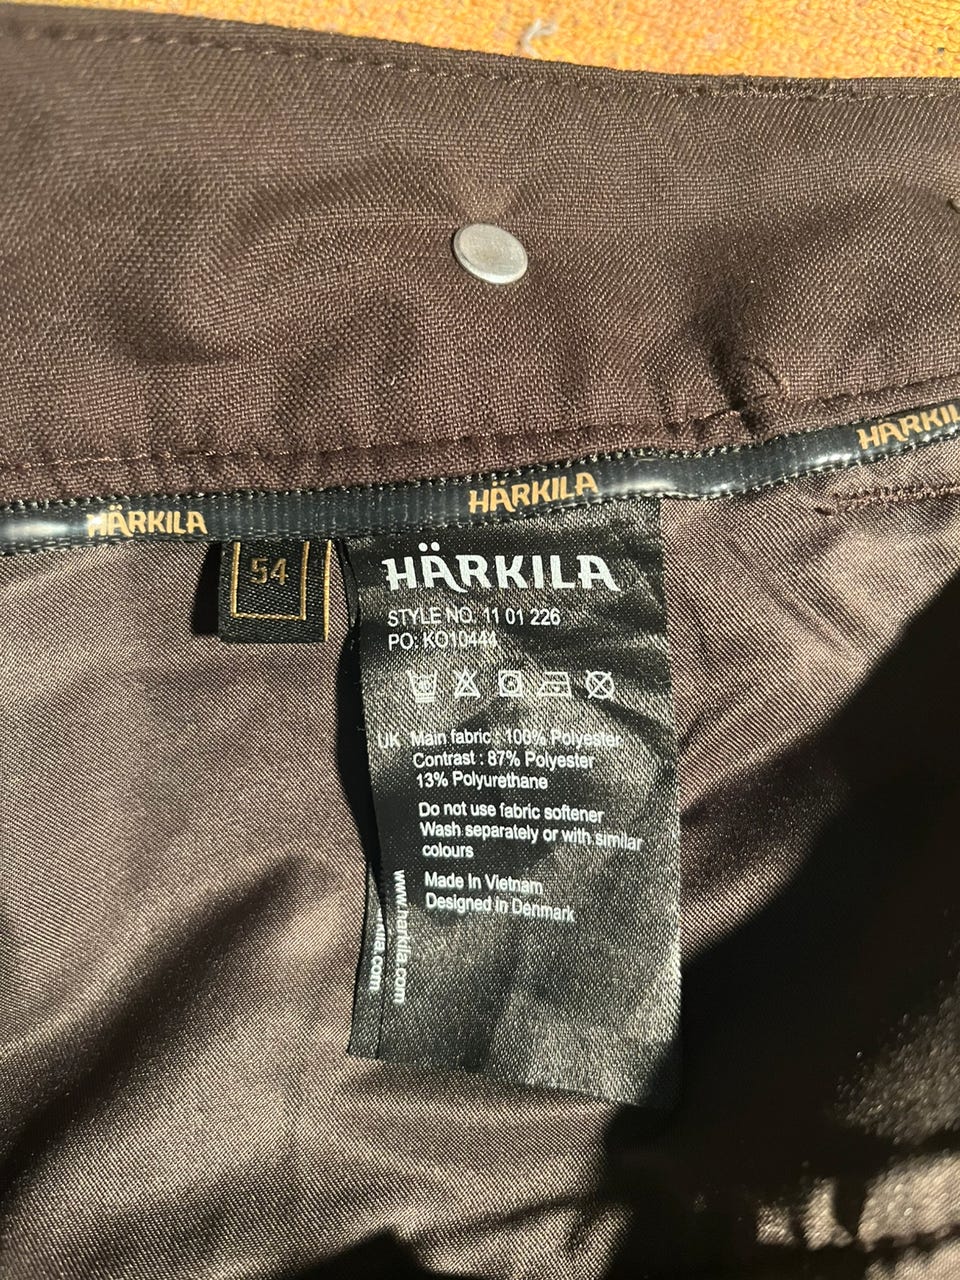 HÄRKILA
HÄRKILA
HÄRKILA
54
HÄRKILA
STYLE NO. 11 01 226
PO: KO10444
UK Main fabric : 100% Polyester
Contrast : 87% Polyester
13% Polyurethane
Do not use fabric softener
Wash separately or with similar
colours
Made In Vietnam
Designed in Denmark
www.harkila.com
rkila.com